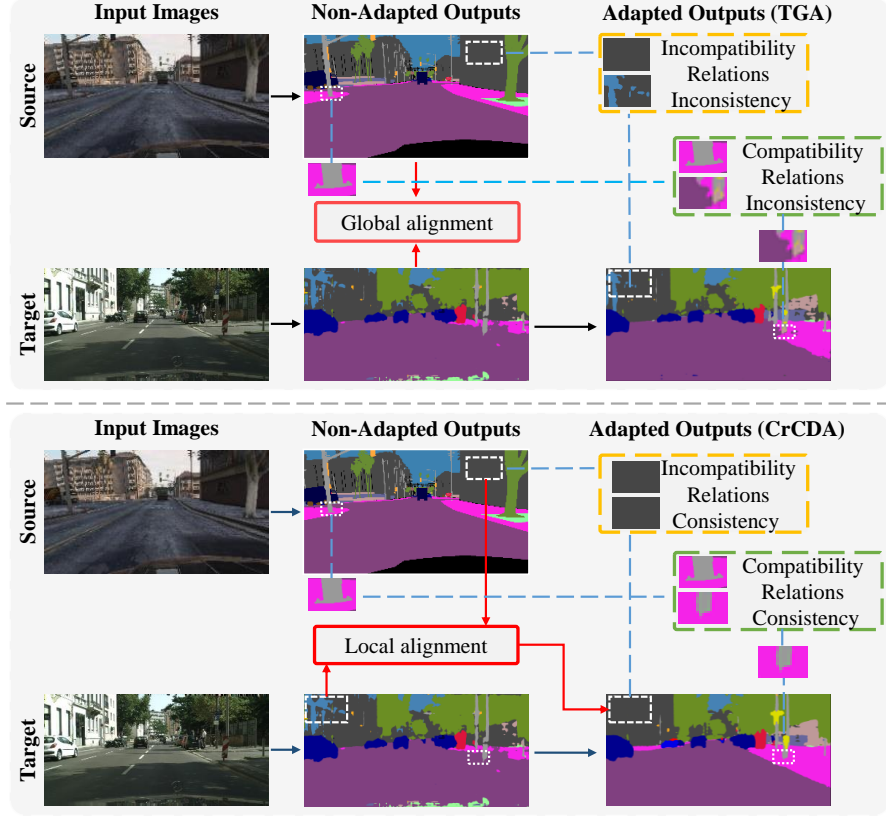 Input Images
Non-Adapted Outputs
Adapted Outputs (TGA)
Source
Incompatibility
Relations
Inconsistency
Compatibility
Relations
Inconsistency
Global alignment
Target
Input Images
Non-Adapted Outputs
Adapted Outputs (CrCDA)
Source
Incompatibility
Relations
Consistency
Compatibility
Relations
Consistency
Local alignment
Target